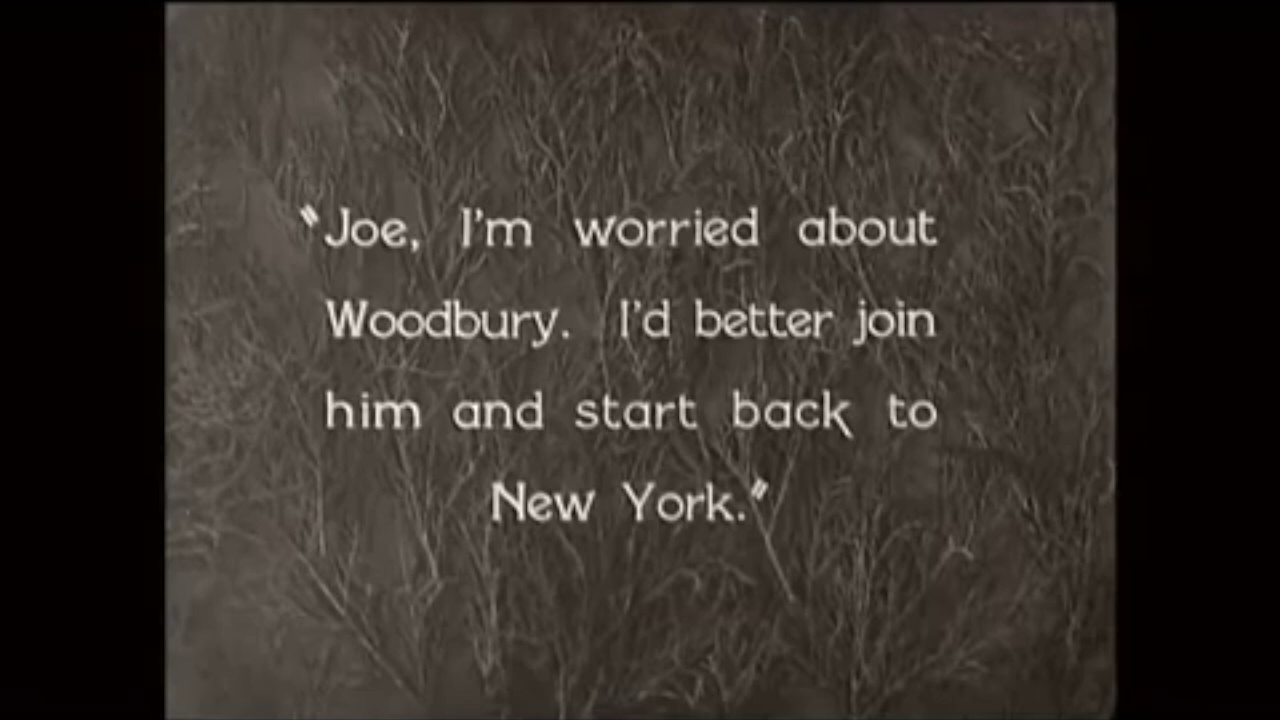 "Joe, I'm worried about
Woodbury. I'd better join
him and start back to
New York."